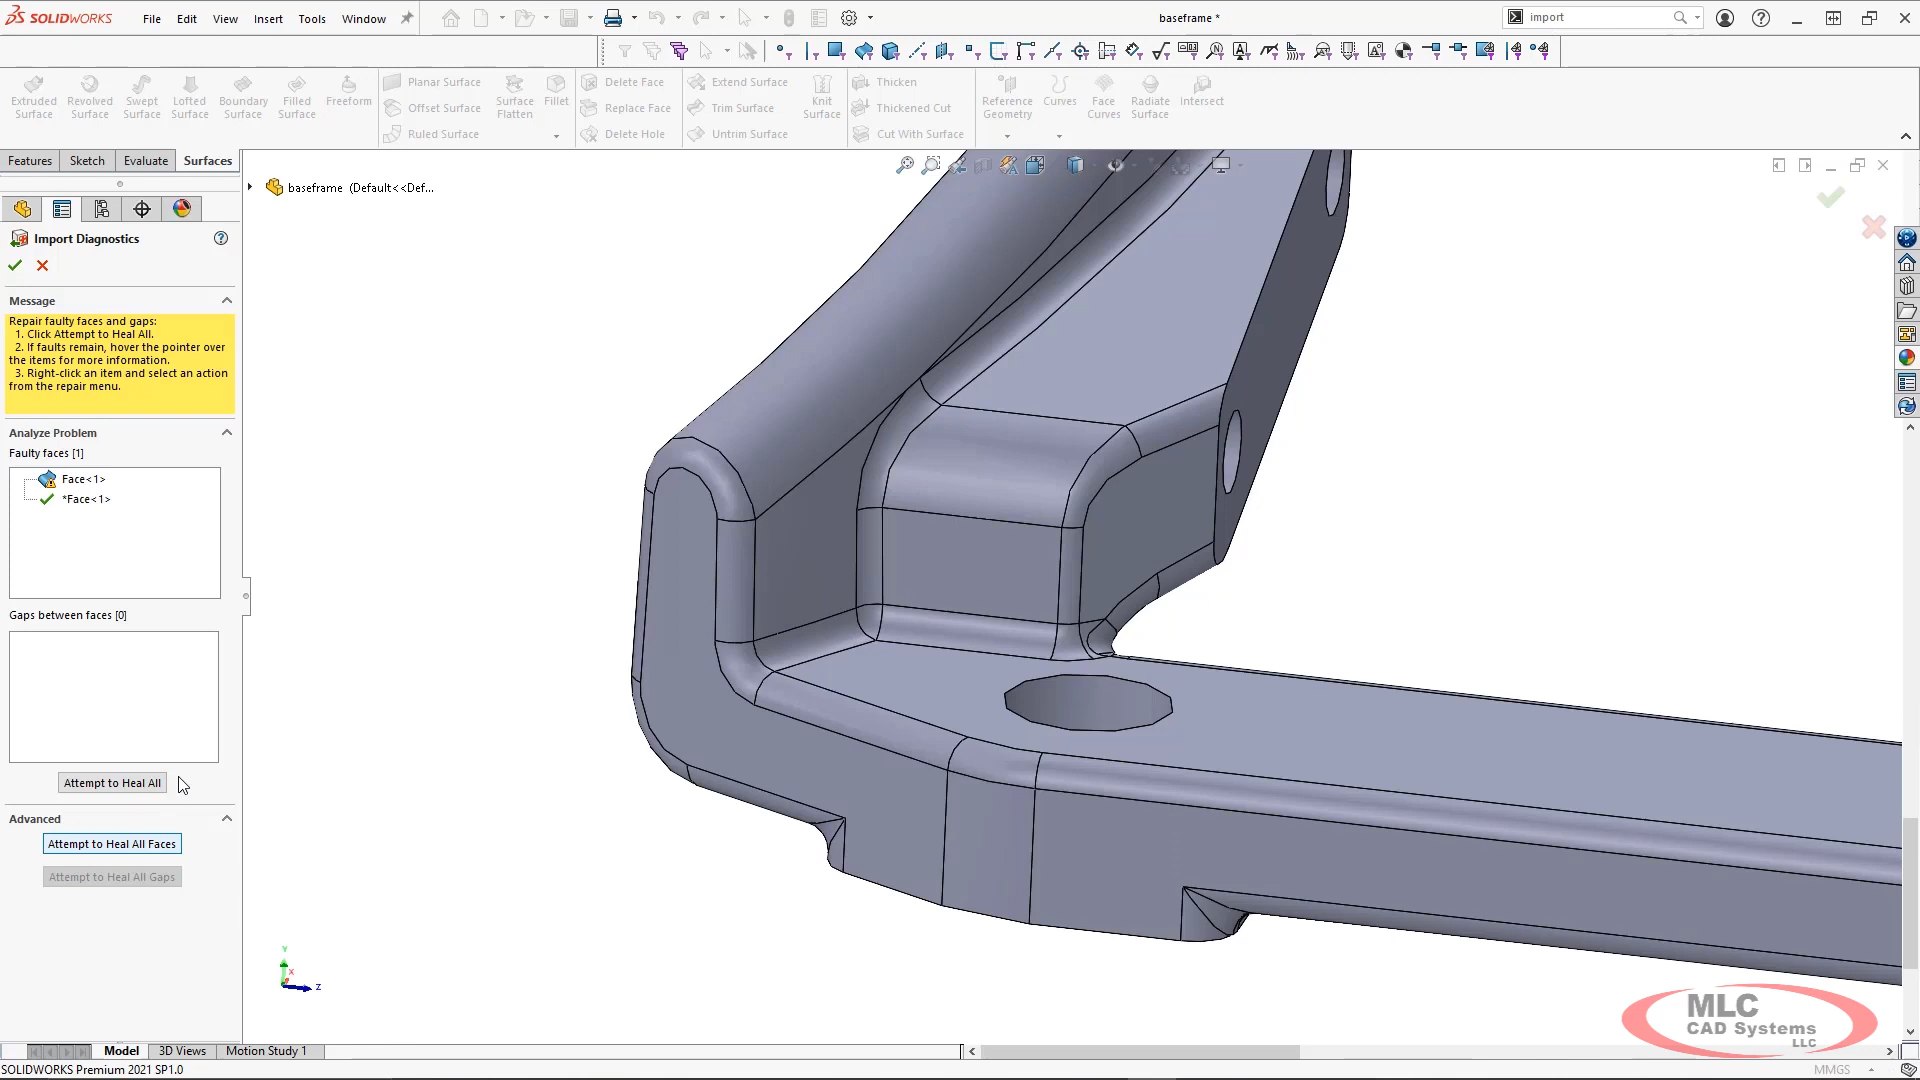 SOLIDWORKS
File
Edit
View
Insert
Tools
Window
baseframe *
import
Extruded
Surface
Revolved
Surface
Swept
Surface
Lofted
Surface
Boundary
Surface
Filled
Surface
Freeform
Planar Surface
Offset Surface
Ruled Surface
Surface
Flatten
Fillet
Delete Face
Replace Face
Delete Hole
Extend Surface
Trim Surface
Untrim Surface
Knit
Surface
Thicken
Thickened Cut
Cut With Surface
Reference
Geometry
Curves
Face
Curves
Radiate
Surface
Intersect
Features
Sketch
Evaluate
Surfaces
baseframe (Default<<Def...
Import Diagnostics
Message
Repair faulty faces and gaps:
1. Click Attempt to Heal All.
2. If faults remain, hover the pointer over
the items for more information.
3. Right-click an item and select an action
from the repair menu.
Analyze Problem
Faulty faces [1]
Face<1>
*Face<1>
Gaps between faces [0]
Attempt to Heal All
Advanced
Attempt to Heal All Faces
Attempt to Heal All Gaps
Y
X
Z
MLC
CAD Systems
LLC
Model
3D Views
Motion Study 1
SOLIDWORKS Premium 2021 SP1.0
MMGS